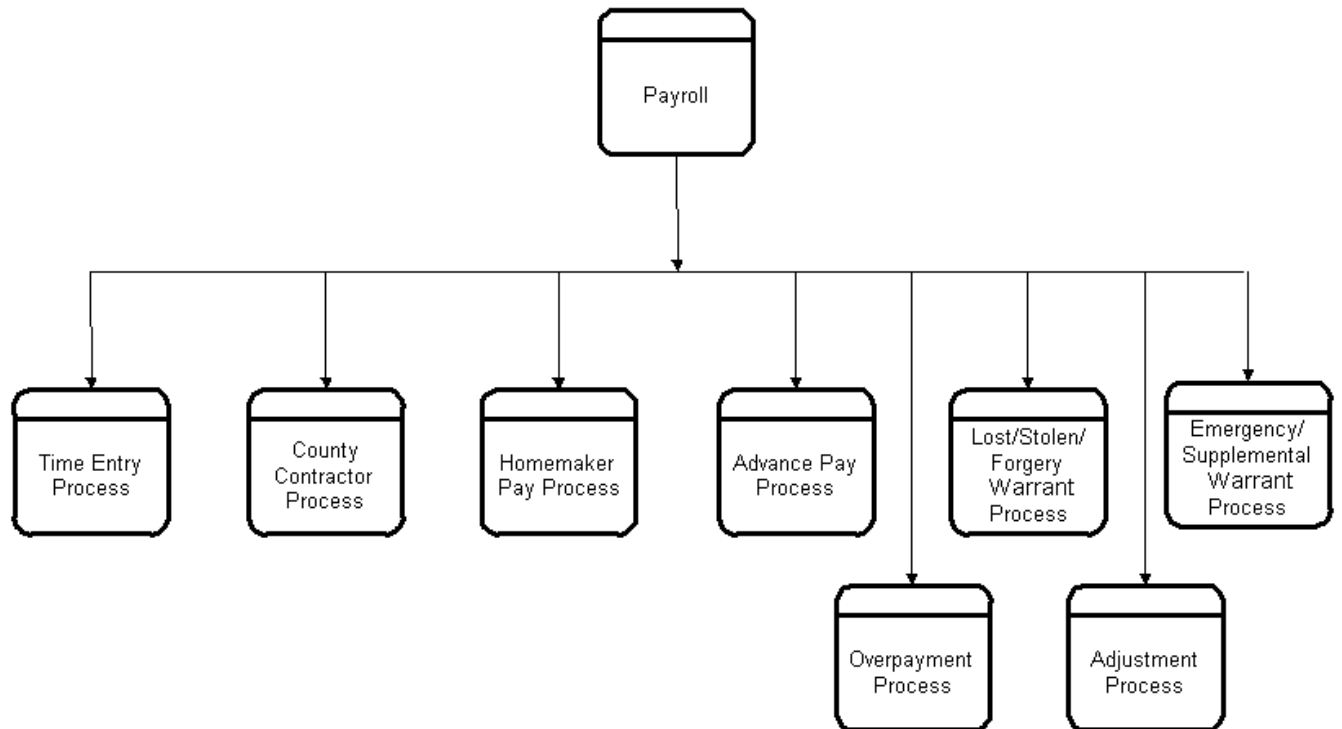 Payroll
Time Entry
Process
County
Contractor
Process
Homemaker
Pay Process
Advance Pay
Process
Lost/Stolen/
Forgery
Warrant
Process
Emergency/
Supplemental
Warrant
Process
Overpayment
Process
Adjustment
Process